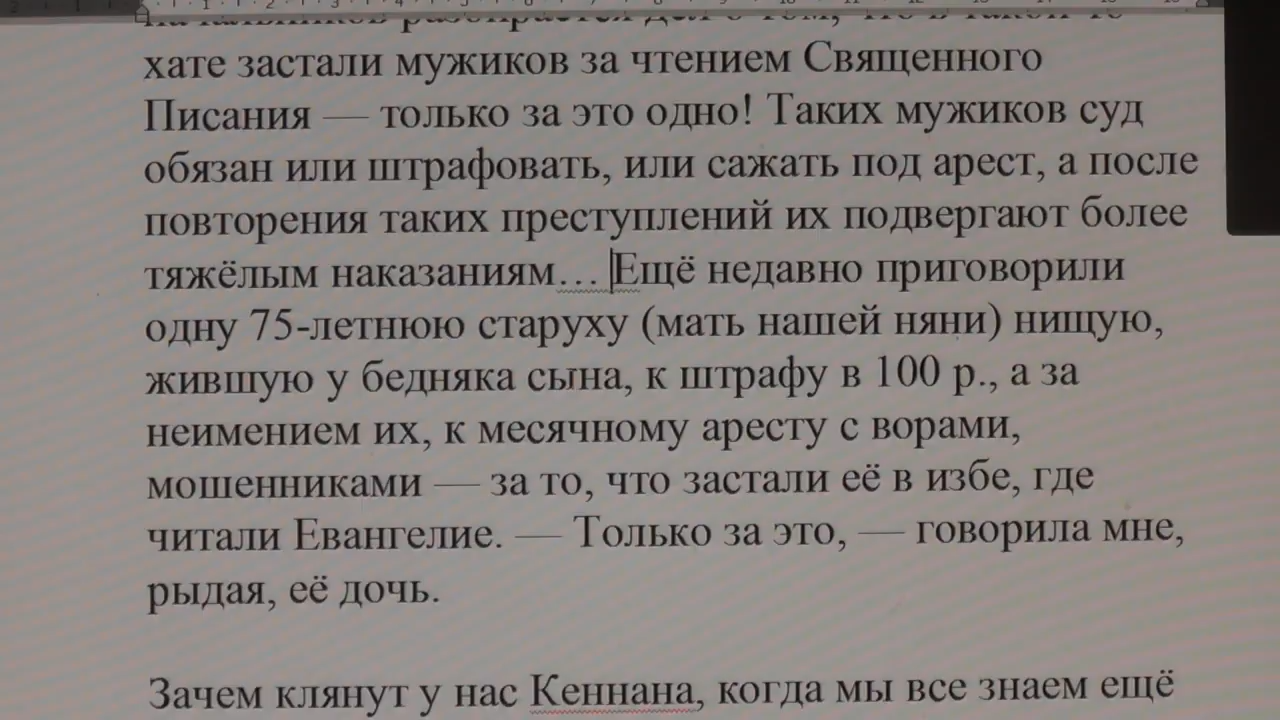 хате застали мужиков за чтением Священного
Писания — только за это одно! Таких мужиков суд
обязан или штрафовать, или сажать под арест, а после
повторения таких преступлений их подвергают более
тяжёлым наказаниям… Ещё недавно приговорили
одну 75-летнюю старуху (мать нашей няни) нищую,
жившую у бедняка сына, к штрафу в 100 р., а за
неимением их, к месячному аресту с ворами,
мошенниками — за то, что застали её в избе, где
читали Евангелие. — Только за это, — говорила мне,
рыдая, её дочь.
Зачем клянут у нас Кеннана, когда мы все знаем ещё